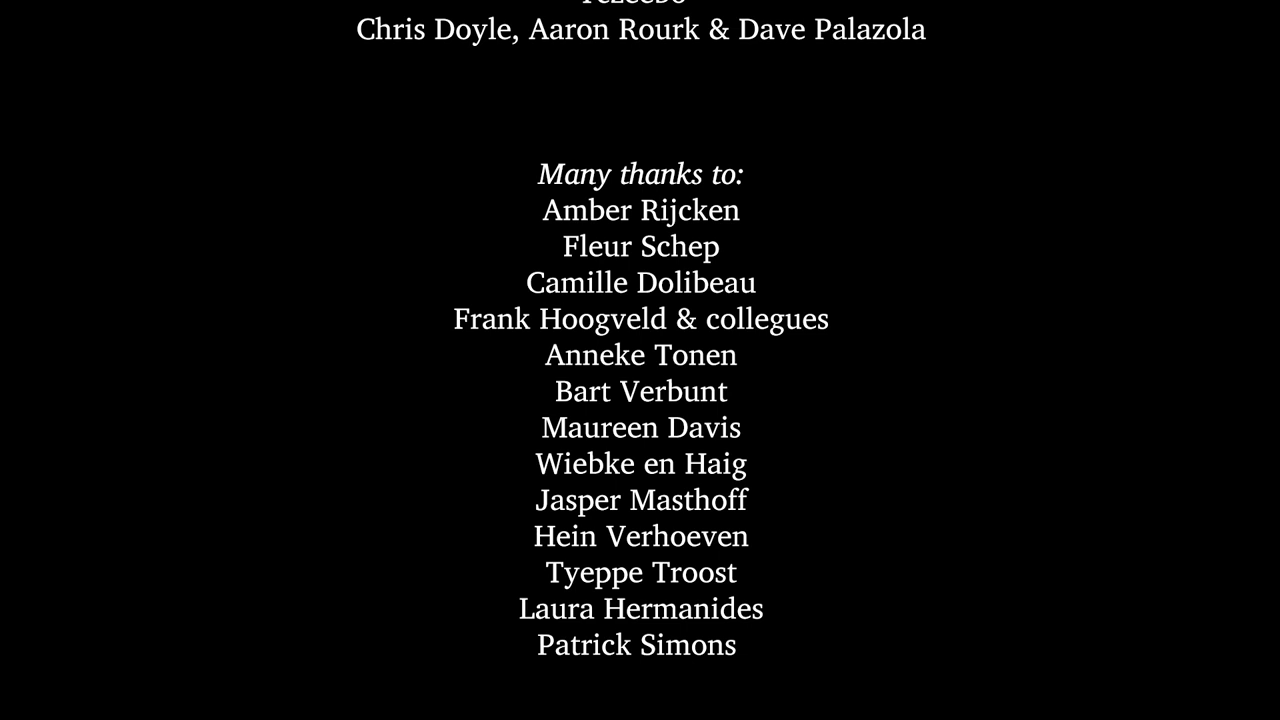 Chris Doyle, Aaron Rourk & Dave Palazola
Many thanks to:
Amber Rijcken
Fleur Schep
Camille Dolibeau
Frank Hoogveld & collegues
Anneke Tonen
Bart Verbunt
Maureen Davis
Wiebke en Haig
Jasper Masthoff
Hein Verhoeven
Tyeppe Troost
Laura Hermanides
Patrick Simons